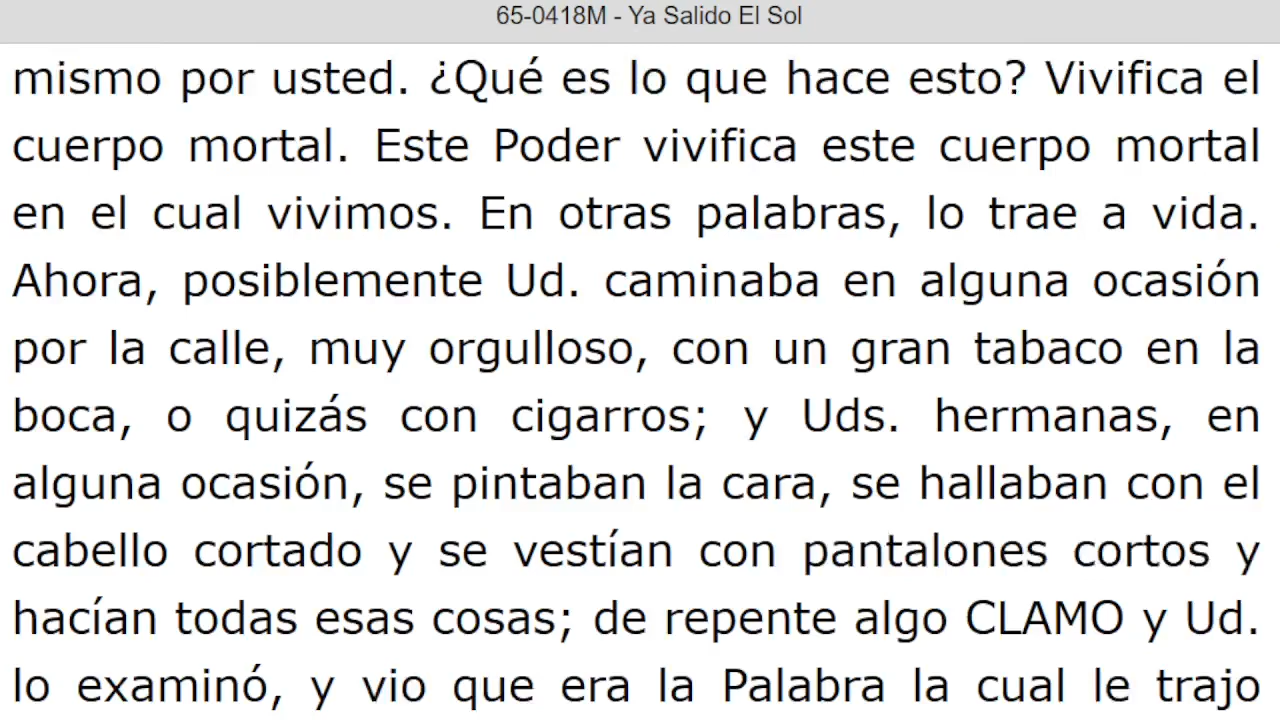 65-0418M - Ya Salido El Sol
mismo por usted. ¿Qué es lo que hace esto? Vivifica el
cuerpo mortal. Este Poder vivifica este cuerpo mortal
en el cual vivimos. En otras palabras, lo trae a vida.
Ahora, posiblemente Ud. caminaba en alguna ocasión
por la calle, muy orgulloso, con un gran tabaco en la
boca, o quizás con cigarros; y Uds. hermanas, en
alguna ocasión, se pintaban la cara, se hallaban con el
cabello cortado y se vestían con pantalones cortos y
hacían todas esas cosas; de repente algo CLAMO y Ud.
lo examinó, y vio que era la Palabra la cual le trajo